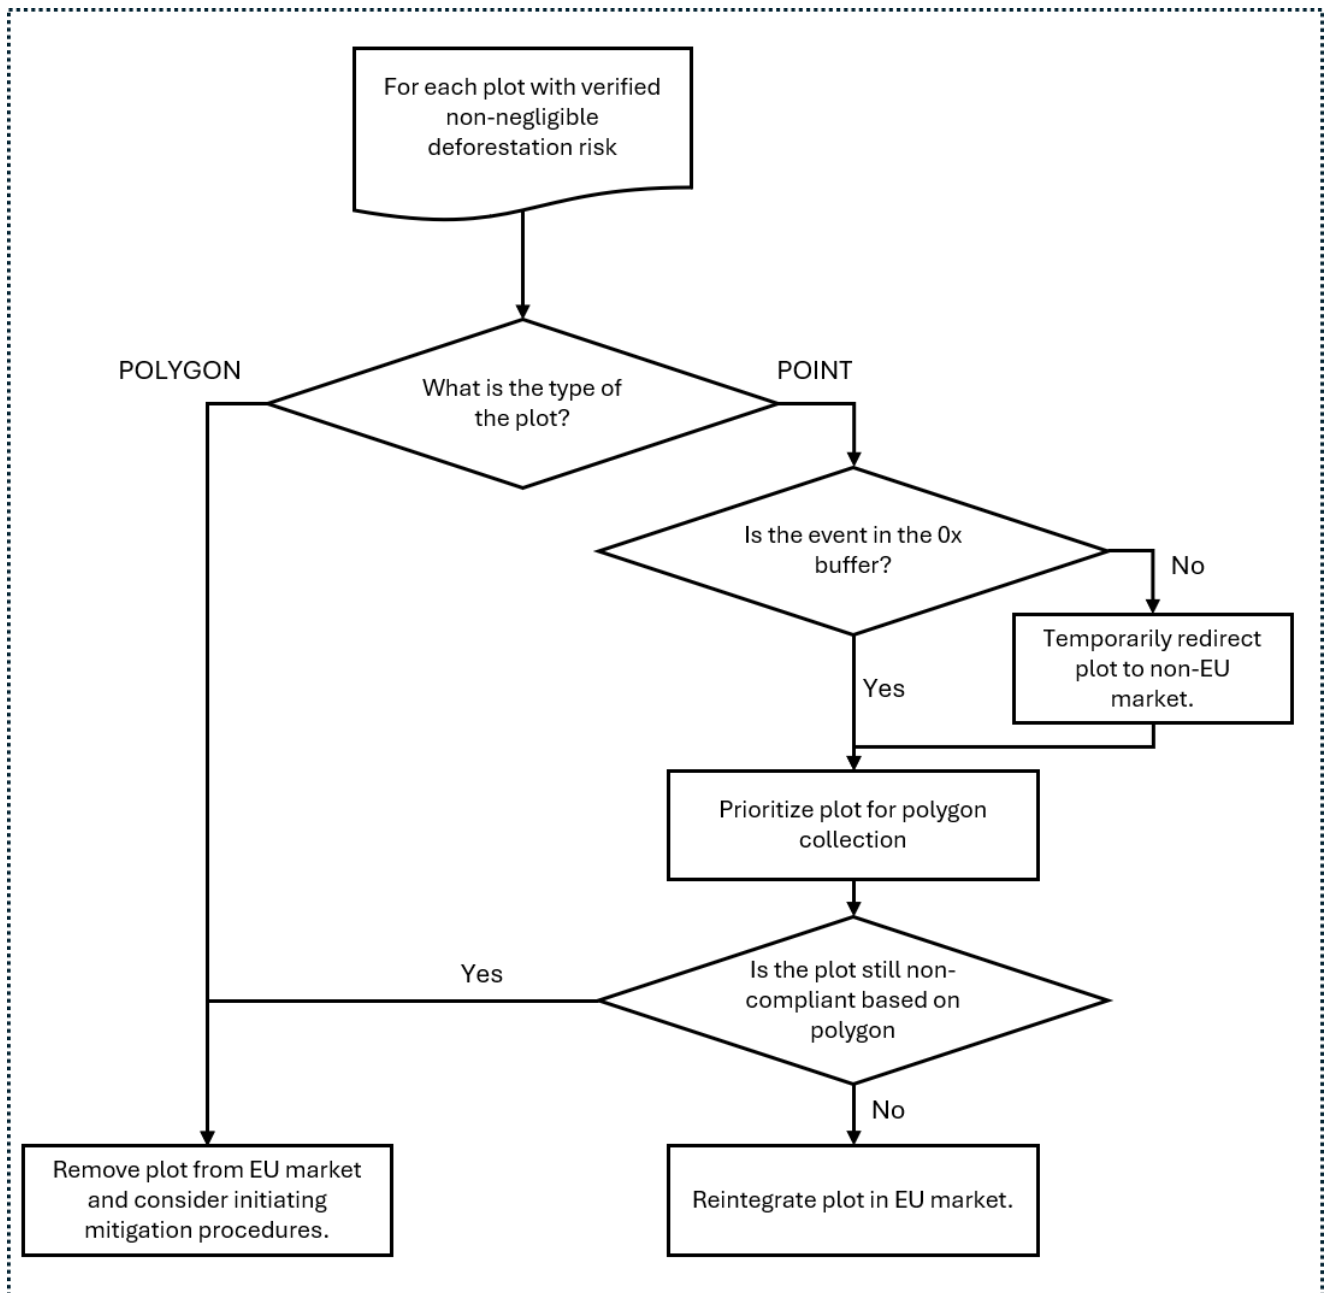 For each plot with verified
non-negligible
deforestation risk
POLYGON
POINT
What is the type of
the plot?
Is the event in the 0x
buffer?
No
Temporarily redirect
plot to non-EU
market.
Yes
Prioritize plot for polygon
collection
Yes
Is the plot still non-
compliant based on
polygon
No
Remove plot from EU market
and consider initiating
mitigation procedures.
Reintegrate plot in EU market.